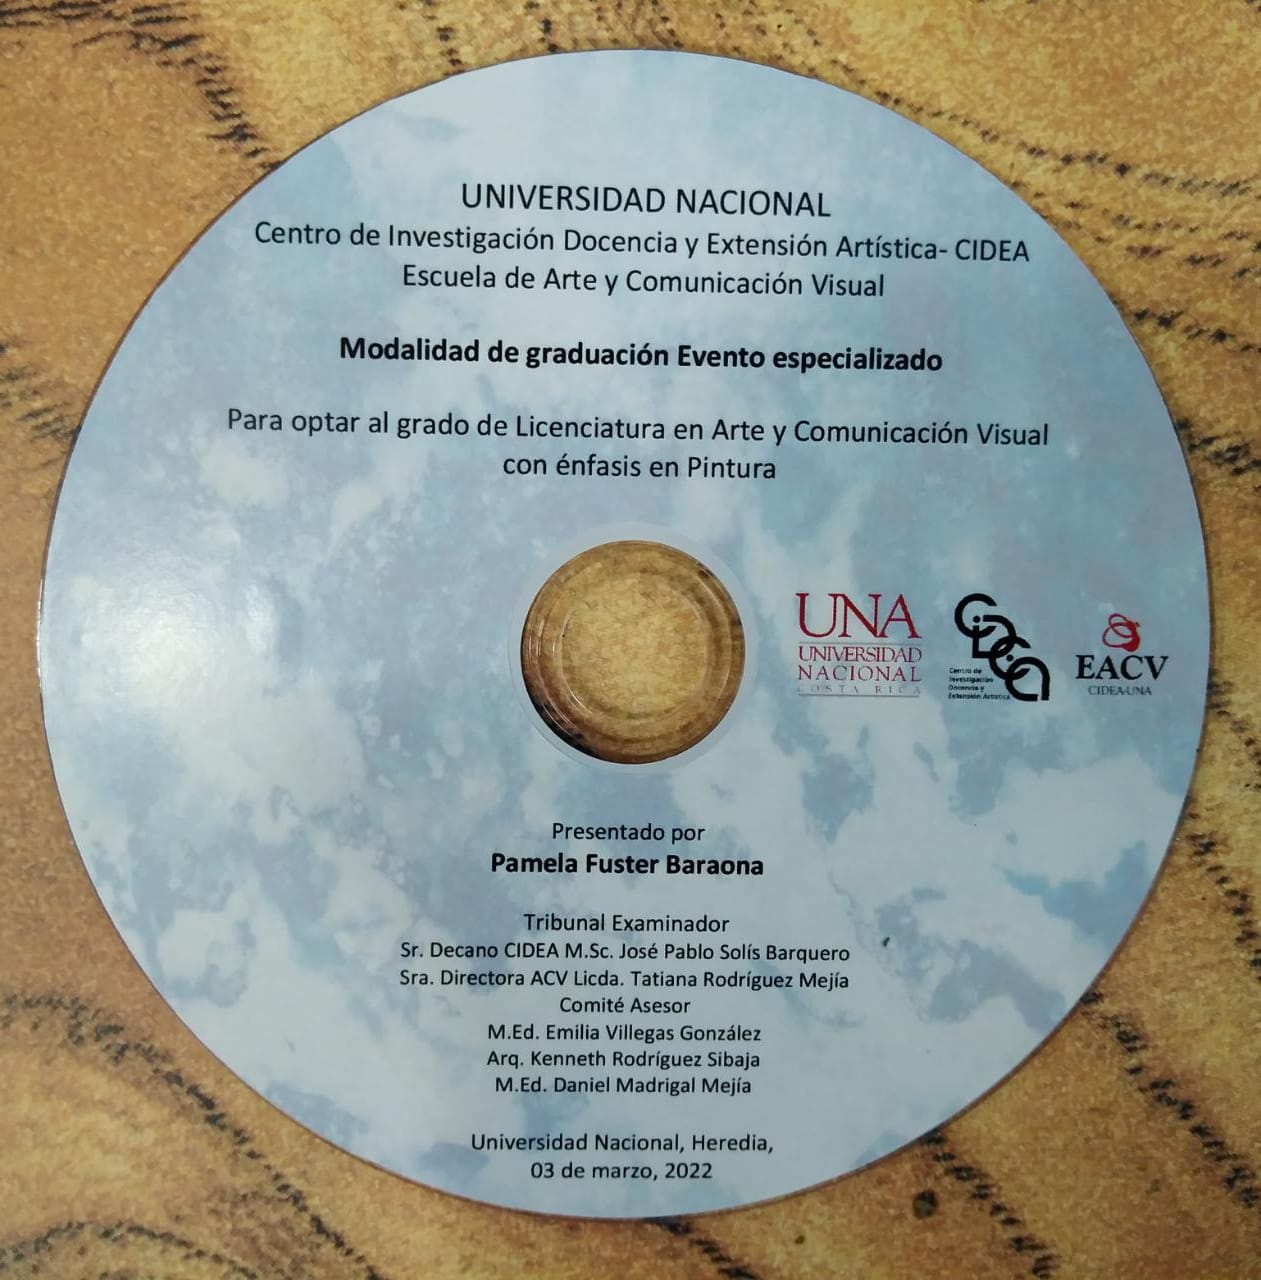 UNIVERSIDAD NACIONAL
Centro de Investigación Docencia y Extensión Artística- CIDEA
Escuela de Arte y Comunicación Visual
Modalidad de graduación Evento especializado
Para optar al grado de Licenciatura en Arte y Comunicación Visual
con énfasis en Pintura
UNA
UNIVERSIDAD
NACIONAL
COSTA RICA
CIDEA
Centro de
Investigación
Docencia y
Extensión Artística
EACV
CIDEA-UNA
Presentado por
Pamela Fuster Baraona
Tribunal Examinador
Sr. Decano CIDEA M.Sc. José Pablo Solís Barquero
Sra. Directora ACV Licda. Tatiana Rodríguez Mejía
Comité Asesor
M.Ed. Emilia Villegas González
Arq. Kenneth Rodríguez Sibaja
M.Ed. Daniel Madrigal Mejía
Universidad Nacional, Heredia,
03 de marzo, 2022